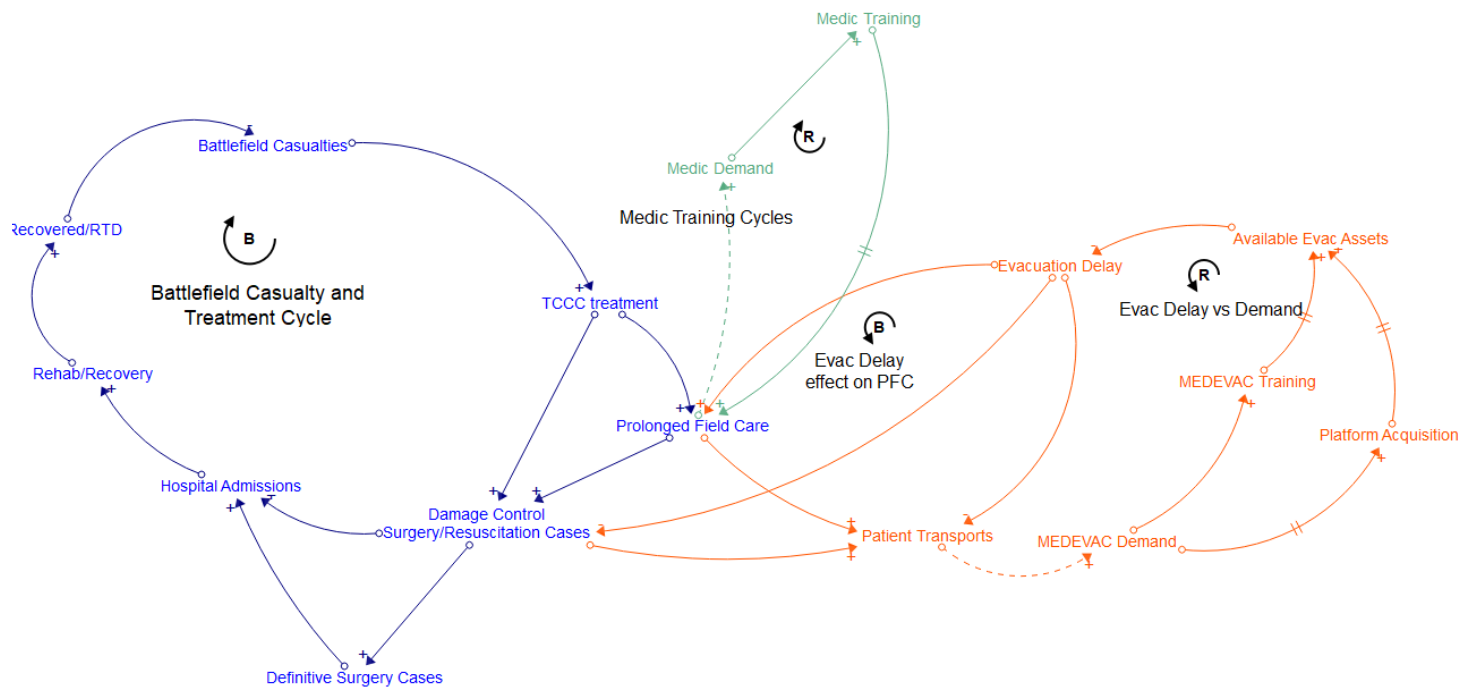 Medic Training
Battlefield Casualties
R
Medic Demand
Medic Training Cycles
Recovered/RTD
B
Available Evac Assets
Evacuation Delay
R
Battlefield Casualty and
Treatment Cycle
TCCC treatment
Evac Delay vs Demand
B
Evac Delay
effect on PFC
Rehab/Recovery
MEDEVAC Training
Prolonged Field Care
Platform Acquisition
Hospital Admissions
Damage Control
Surgery/Resuscitation Cases
Patient Transports
MEDEVAC Demand
Definitive Surgery Cases